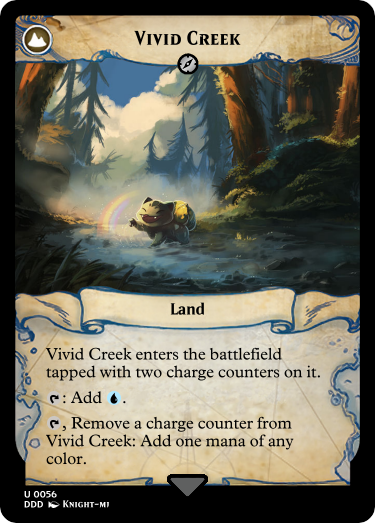 Vivid Creek
Land
Vivid Creek enters the battlefield
tapped with two charge counters on it.
: Add .
, Remove a charge counter from
Vivid Creek: Add one mana of any
color.
U 0056
DDD Knight-MJ